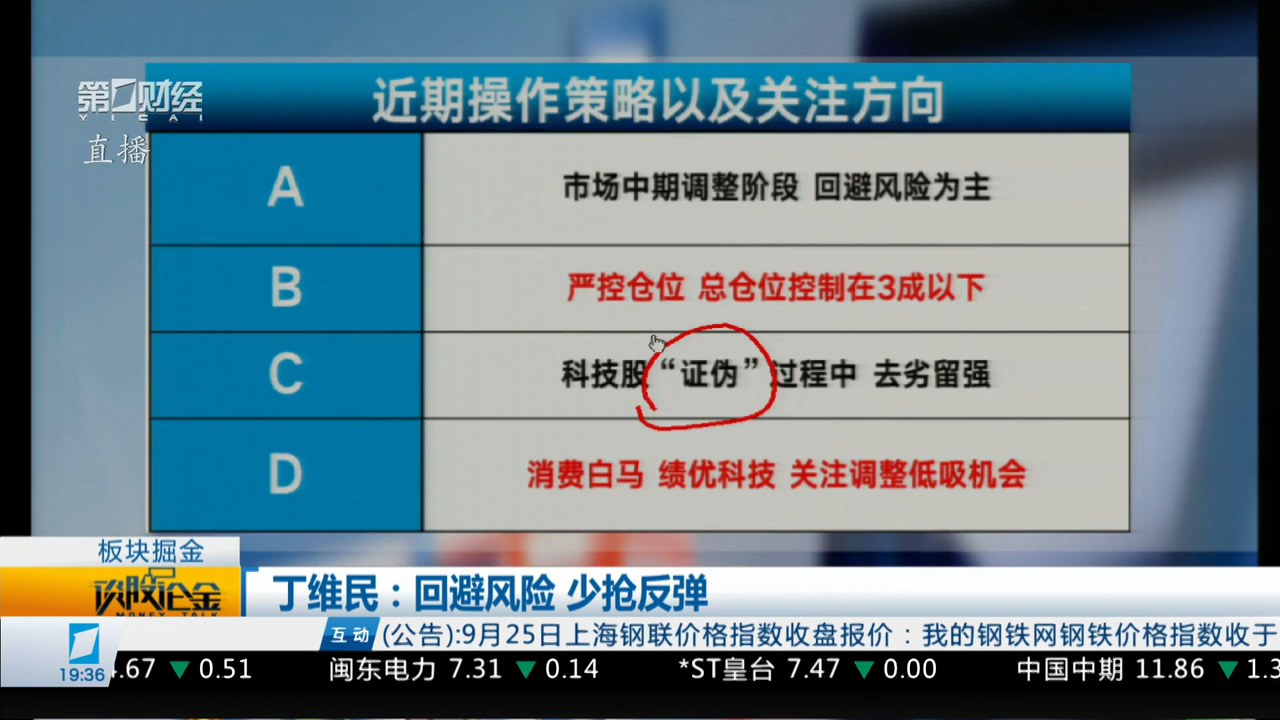 第1财经
YICAI
直播
近期操作策略以及关注方向
A
市场中期调整阶段 回避风险为主
B
严控仓位 总仓位控制在3成以下
C
科技股“证伪”过程中 去劣留强
D
消费白马 绩优科技 关注调整低吸机会
板块掘金
谈股论金
MONEY TALK
丁维民：回避风险 少抢反弹
互动
(公告):9月25日上海钢联价格指数收盘报价：我的钢铁网钢铁价格指数收于
19:36
.67 ▼ 0.51 闽东电力 7.31 ▼ 0.14 *ST皇台 7.47 ▼ 0.00 中国中期 11.86 ▼ 1.3